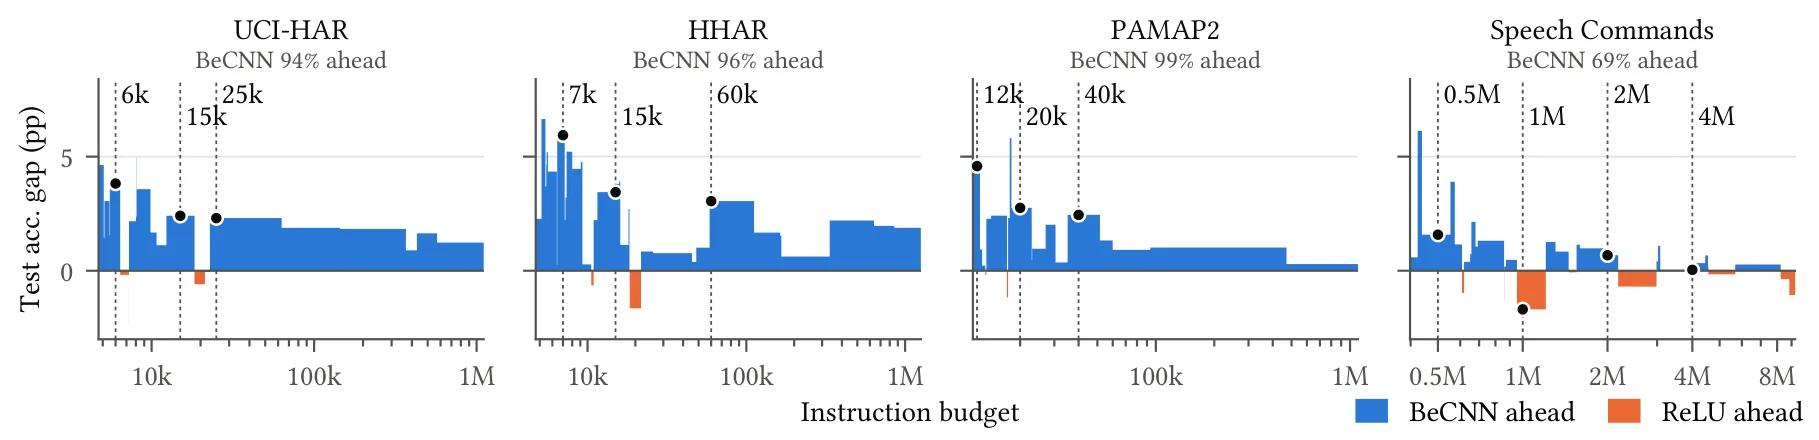 UCI-HAR
BeCNN 94% ahead
HHAR
BeCNN 96% ahead
PAMAP2
BeCNN 99% ahead
Speech Commands
BeCNN 69% ahead
Test acc. gap (pp)
5
0
6k
15k
25k
10k 100k 1M
7k
15k
60k
10k 100k 1M
12k
20k
40k
100k 1M
0.5M
1M
2M
4M
0.5M 1M 2M 4M 8M
Instruction budget
BeCNN ahead
ReLU ahead